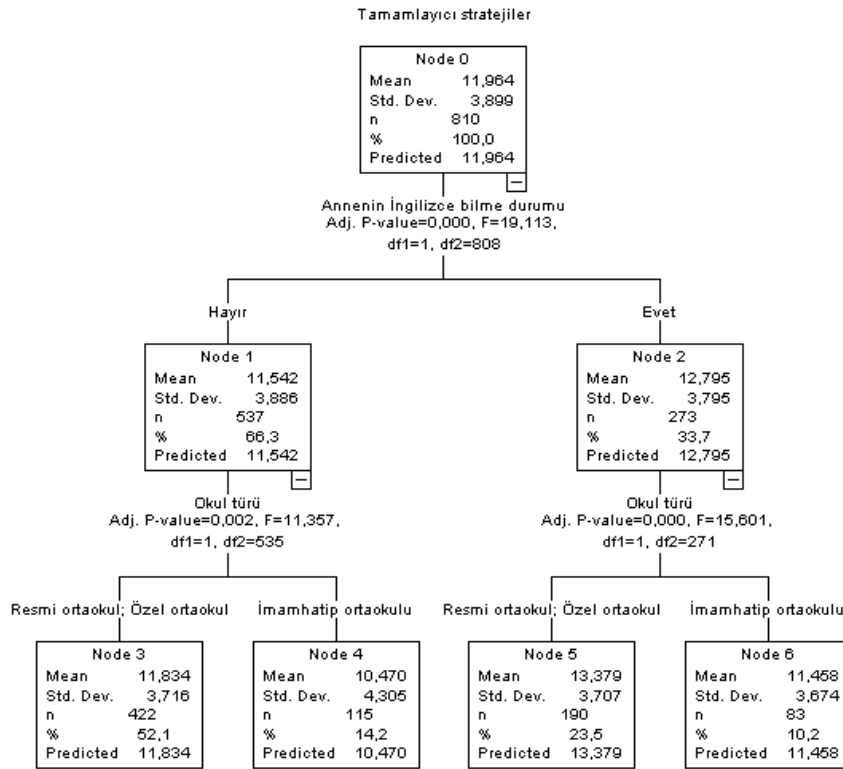 Tamamlayıcı stratejiler
Node 0
Mean 11,964
Std. Dev. 3,899
n 810
% 100,0
Predicted 11,964
Annenin İngilizce bilme durumu
Adj. P-value=0,000, F=19,113,
df1=1, df2=808
Hayır
Evet
Node 1
Mean 11,542
Std. Dev. 3,886
n 537
% 66,3
Predicted 11,542
Node 2
Mean 12,795
Std. Dev. 3,795
n 273
% 33,7
Predicted 12,795
Okul türü
Adj. P-value=0,002, F=11,357,
df1=1, df2=535
Okul türü
Adj. P-value=0,000, F=15,601,
df1=1, df2=271
Resmi ortaokul; Özel ortaokul
İmamhatip ortaokulu
Resmi ortaokul; Özel ortaokul
İmamhatip ortaokulu
Node 3
Mean 11,834
Std. Dev. 3,716
n 422
% 52,1
Predicted 11,834
Node 4
Mean 10,470
Std. Dev. 4,305
n 115
% 14,2
Predicted 10,470
Node 5
Mean 13,379
Std. Dev. 3,707
n 190
% 23,5
Predicted 13,379
Node 6
Mean 11,458
Std. Dev. 3,674
n 83
% 10,2
Predicted 11,458